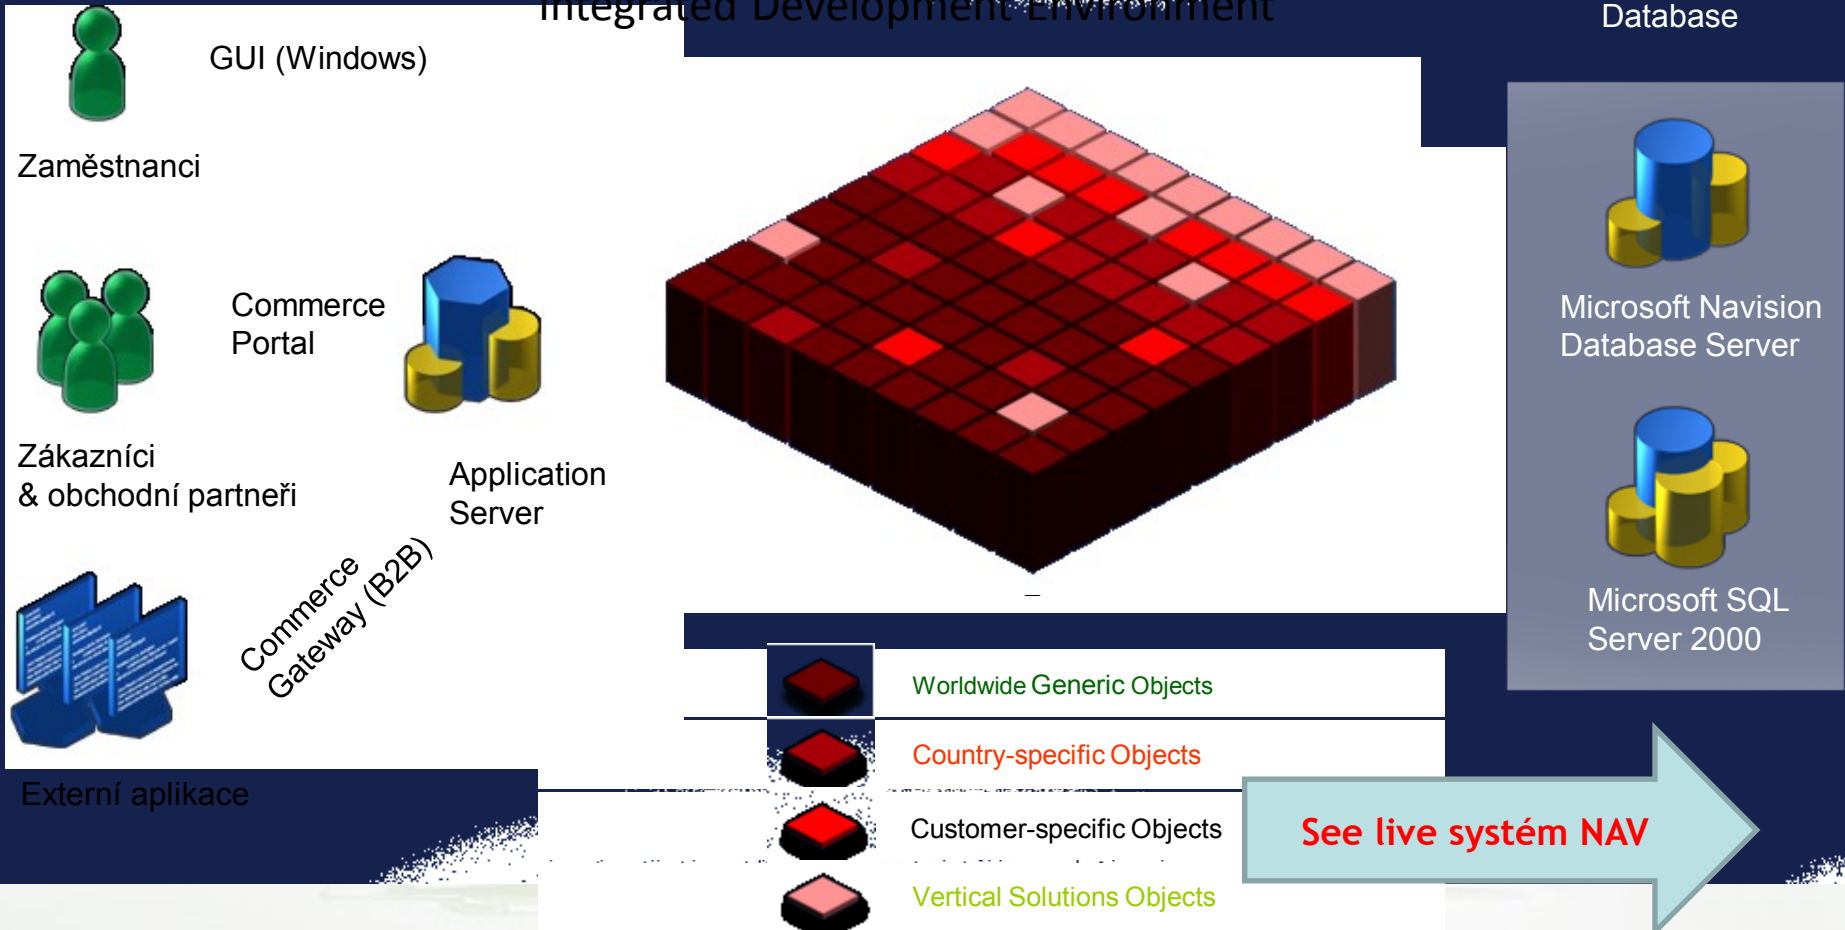 Integrated Development Environment
Database
GUI (Windows)
Zaměstnanci
Commerce
Portal
Zákazníci
& obchodní partneři
Application
Server
Commerce
Gateway (B2B)
Externí aplikace
Microsoft Navision
Database Server
Microsoft SQL
Server 2000
Worldwide Generic Objects
Country-specific Objects
Customer-specific Objects
Vertical Solutions Objects
See live systém NAV